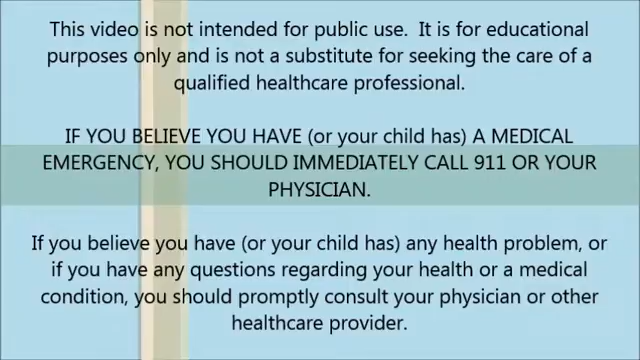 This video is not intended for public use.  It is for educational
purposes only and is not a substitute for seeking the care of a
qualified healthcare professional.
IF YOU BELIEVE YOU HAVE (or your child has) A MEDICAL
EMERGENCY, YOU SHOULD IMMEDIATELY CALL 911 OR YOUR
PHYSICIAN.
If you believe you have (or your child has) any health problem, or
if you have any questions regarding your health or a medical
condition, you should promptly consult your physician or other
healthcare provider.